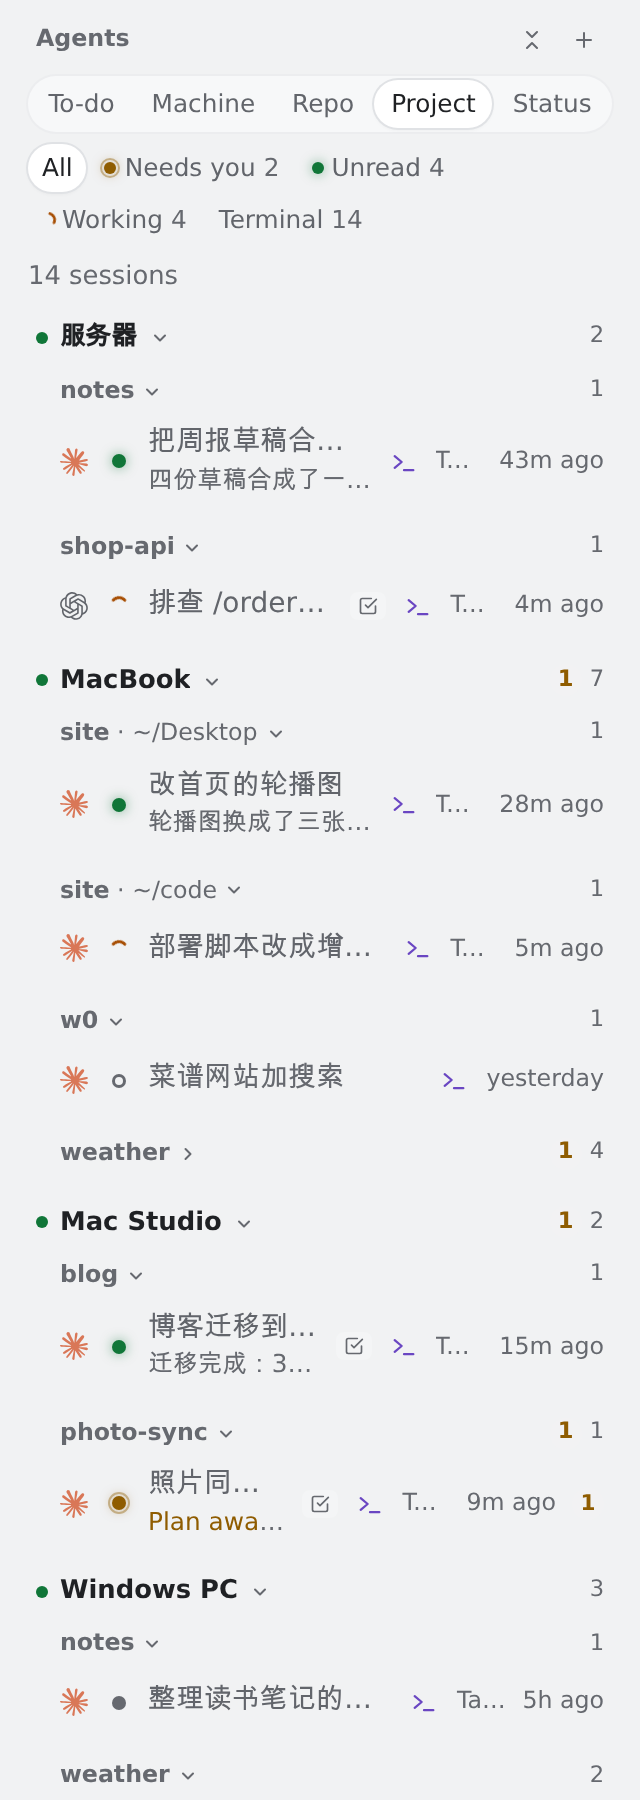 Agents
To-do Machine Repo Project Status
All Needs you 2 Unread 4
Working 4 Terminal 14
14 sessions
服务器 2
notes 1
把周报草稿合… T… 43m ago
四份草稿合成了一…
shop-api 1
排查 /order… T… 4m ago
MacBook 1 7
site · ~/Desktop 1
改首页的轮播图 T… 28m ago
轮播图换成了三张…
site · ~/code 1
部署脚本改成增… T… 5m ago
w0 1
菜谱网站加搜索 yesterday
weather 1 4
Mac Studio 1 2
blog 1
博客迁移到… T… 15m ago
迁移完成：3…
photo-sync 1 1
照片同… T… 9m ago 1
Plan awa…
Windows PC 3
notes 1
整理读书笔记的… Ta… 5h ago
weather 2